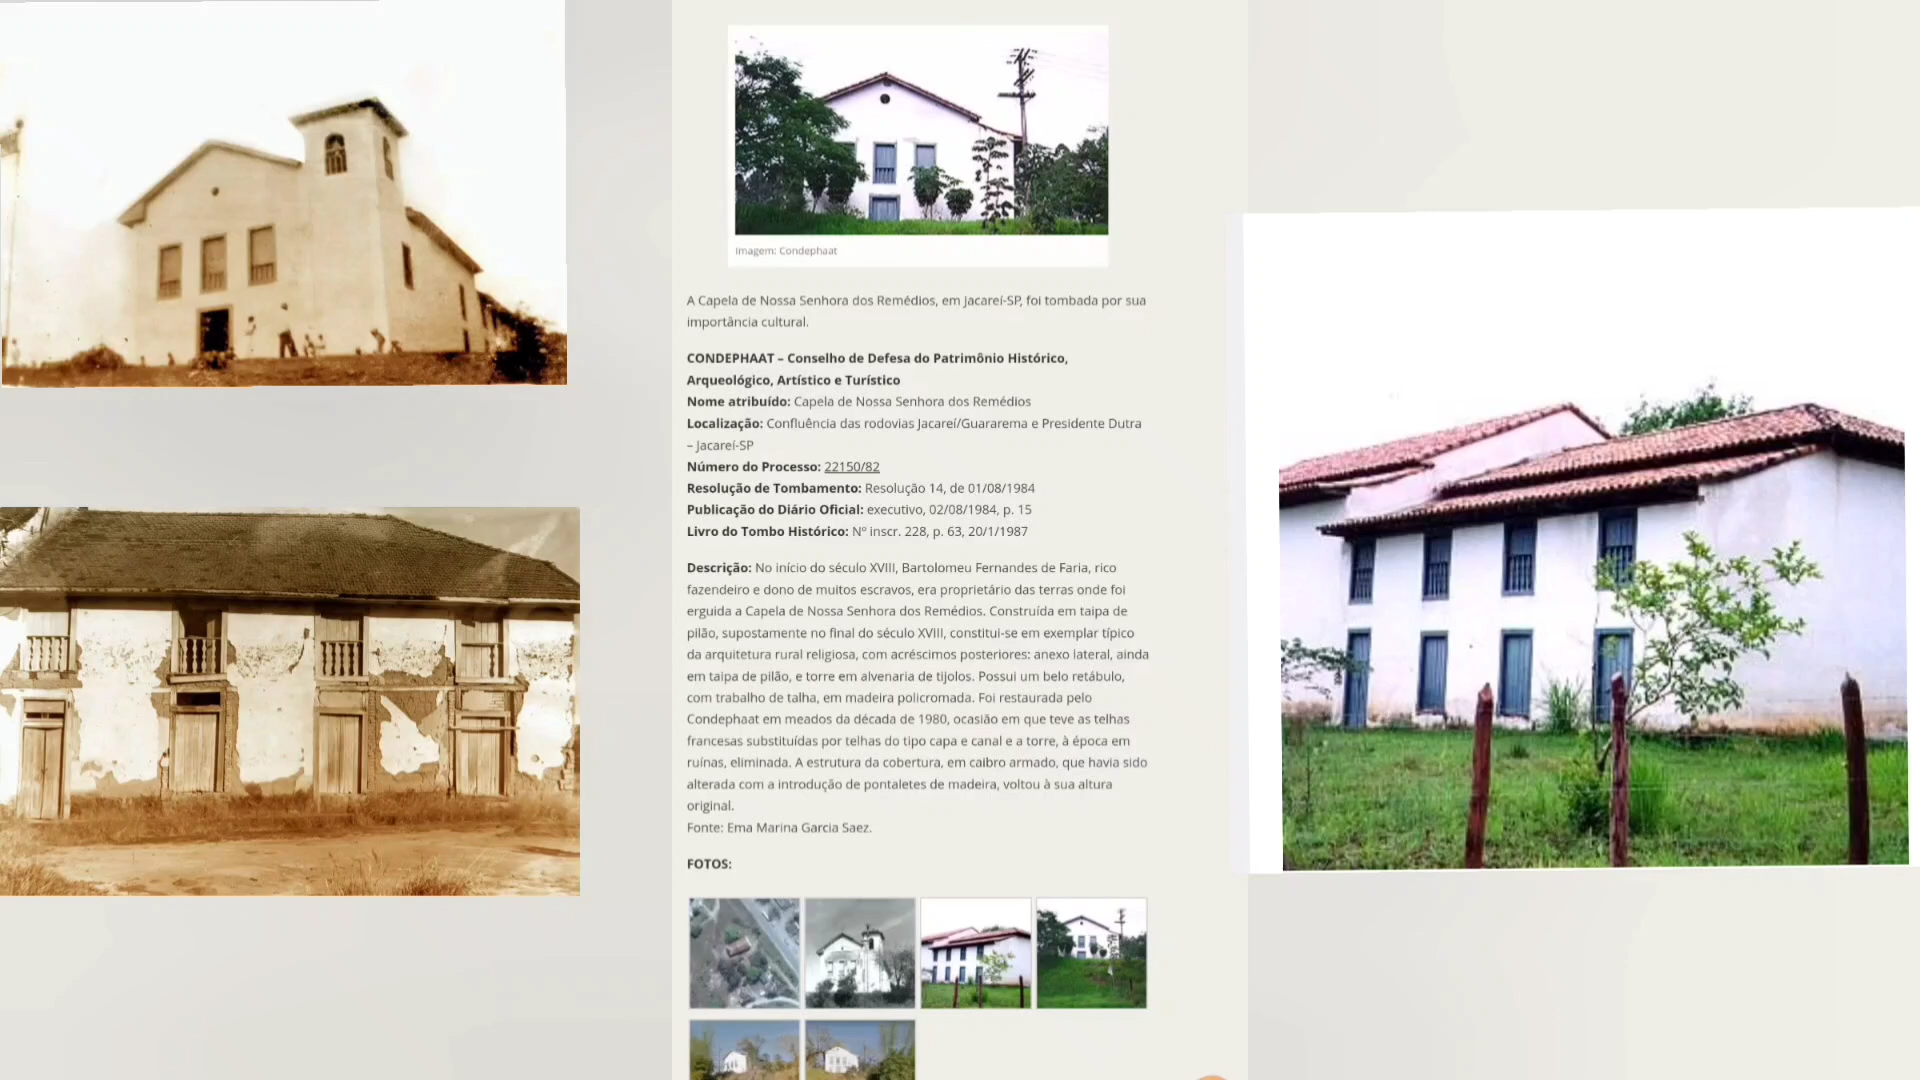 Imagem: Condephaat
A Capela de Nossa Senhora dos Remédios, em Jacareí-SP, foi tombada por sua
importância cultural.
CONDEPHAAT – Conselho de Defesa do Patrimônio Histórico,
Arqueológico, Artístico e Turístico
Nome atribuído: Capela de Nossa Senhora dos Remédios
Localização: Confluência das rodovias Jacareí/Guararema e Presidente Dutra
– Jacareí-SP
Número do Processo: 22150/82
Resolução de Tombamento: Resolução 14, de 01/08/1984
Publicação do Diário Oficial: executivo, 02/08/1984, p. 15
Livro do Tombo Histórico: Nº inscr. 228, p. 63, 20/1/1987
Descrição: No início do século XVIII, Bartolomeu Fernandes de Faria, rico
fazendeiro e dono de muitos escravos, era proprietário das terras onde foi
erguida a Capela de Nossa Senhora dos Remédios. Construída em taipa de
pilão, supostamente no final do século XVIII, constitui-se em exemplar típico
da arquitetura rural religiosa, com acréscimos posteriores: anexo lateral, ainda
em taipa de pilão, e torre em alvenaria de tijolos. Possui um belo retábulo,
com trabalho de talha, em madeira policromada. Foi restaurada pelo
Condephaat em meados da década de 1980, ocasião em que teve as telhas
francesas substituídas por telhas do tipo capa e canal e a torre, à época em
ruínas, eliminada. A estrutura da cobertura, em caibro armado, que havia sido
alterada com a introdução de pontaletes de madeira, voltou à sua altura
original.
Fonte: Ema Marina Garcia Saez.
FOTOS: